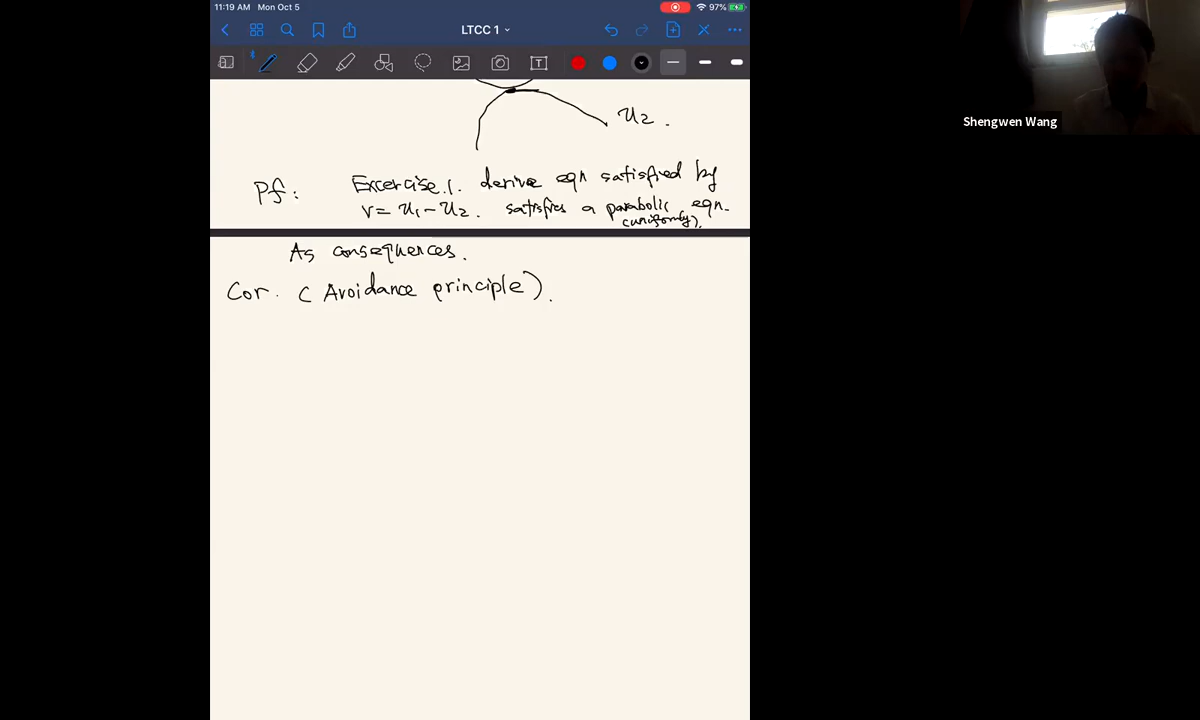 11:19 AM Mon Oct 5
97%
LTCC 1
T
u2 .
Pf: Excercise 1. derive eqn satisfied by
v = u1 - u2 . satisfies a parabolic eqn.
(uniformly).
As consequences.
Cor. ( Avoidance principle ).
Shengwen Wang